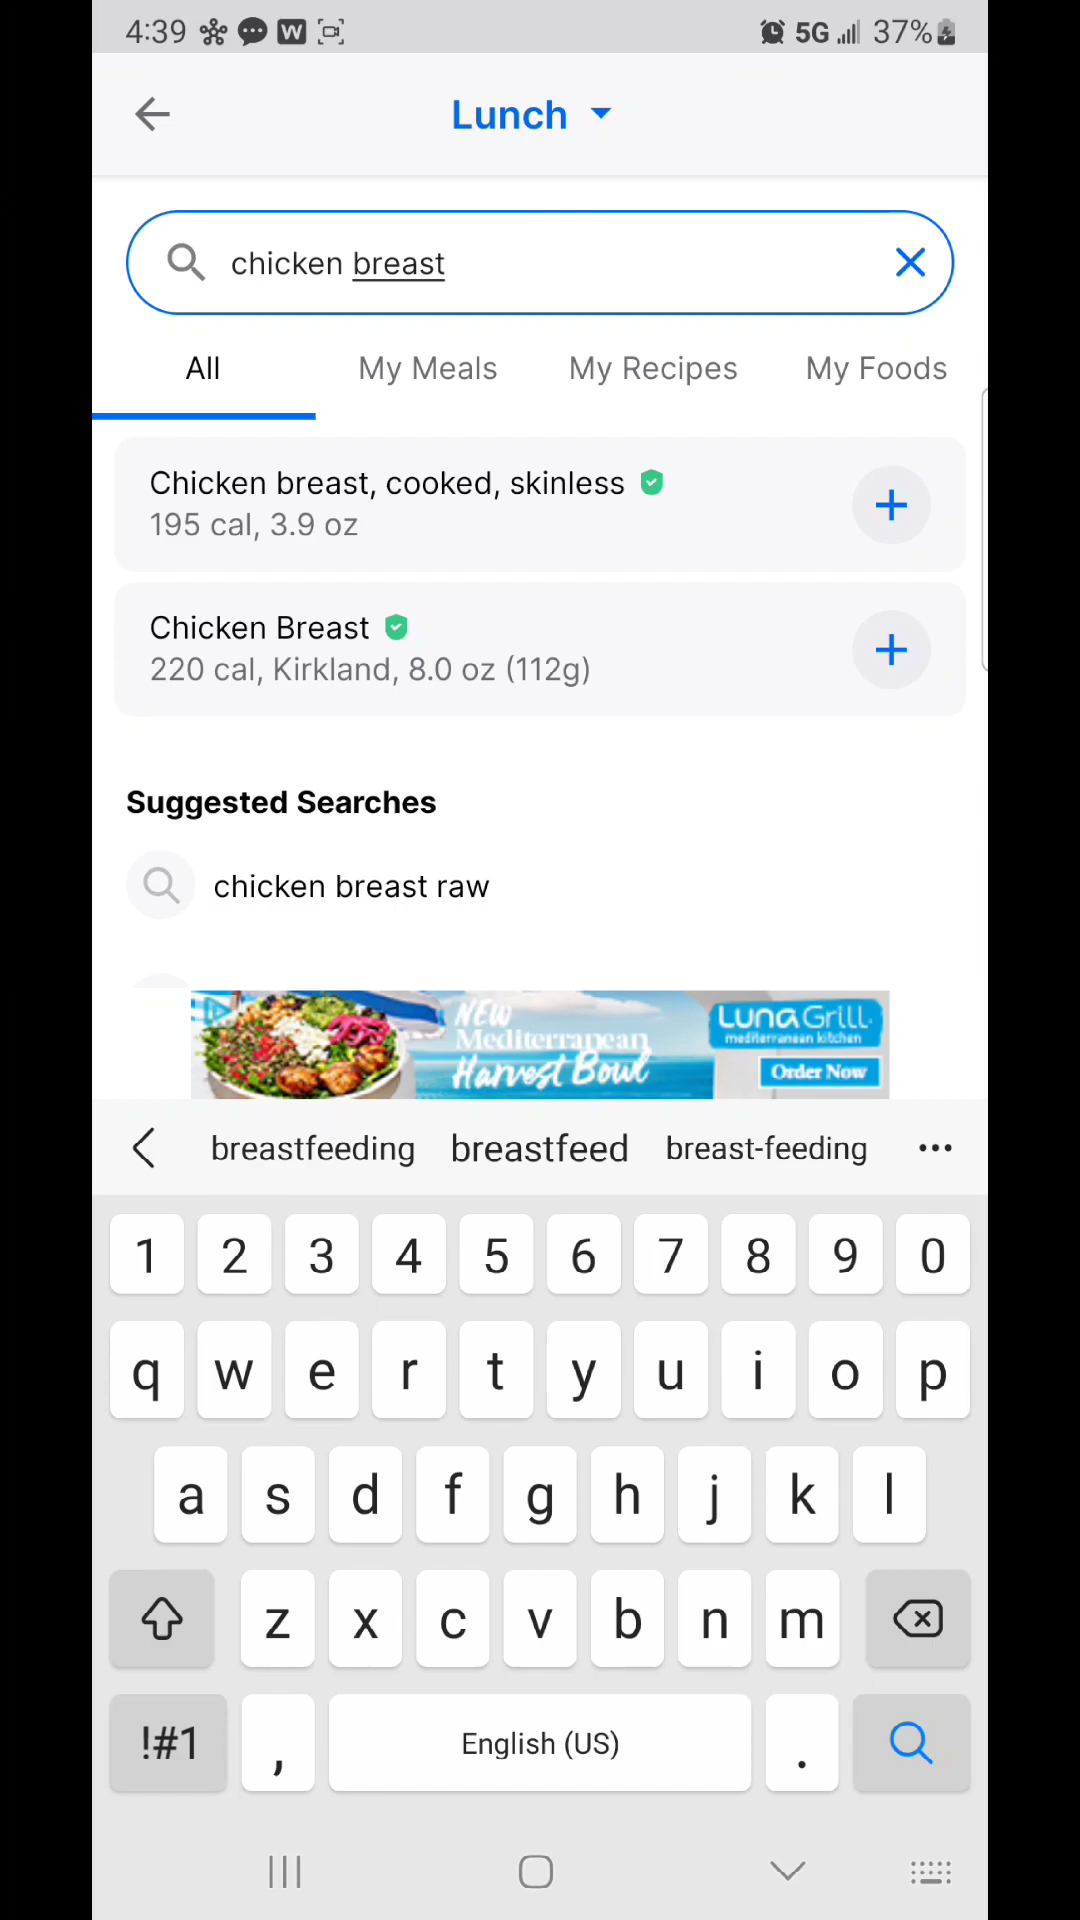 4:39 W 5G 37%
Lunch
chicken breast
All My Meals My Recipes My Foods
Chicken breast, cooked, skinless
195 cal, 3.9 oz
Chicken Breast
220 cal, Kirkland, 8.0 oz (112g)
Suggested Searches
chicken breast raw
NEW
Mediterranean
Harvest Bowl
Luna Grill
mediterranean kitchen
Order Now
breastfeeding breastfeed breast-feeding
1 2 3 4 5 6 7 8 9 0
q w e r t y u i o p
a s d f g h j k l
z x c v b n m
!#1 , English (US) .